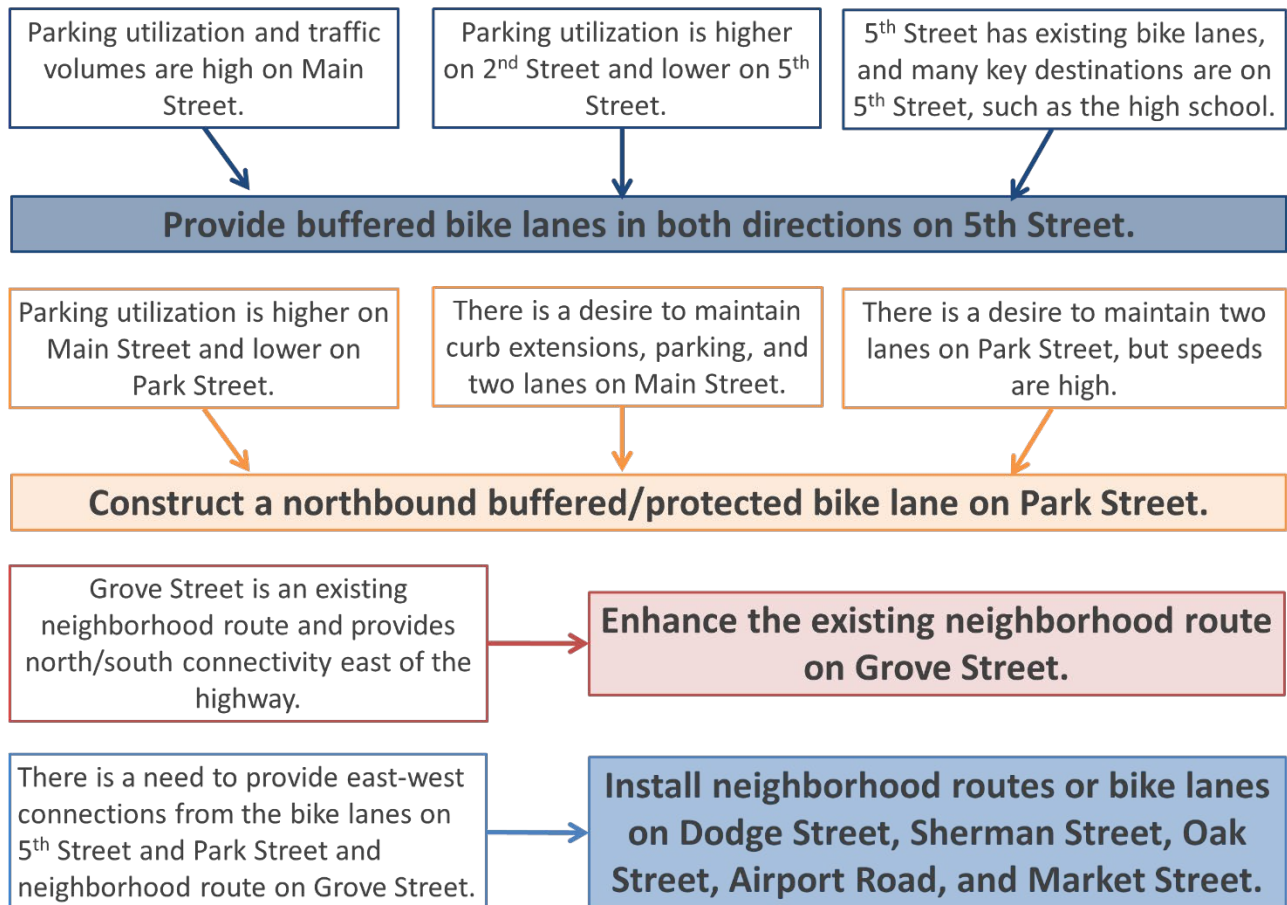 Parking utilization and traffic
volumes are high on Main
Street.
Parking utilization is higher
on 2nd Street and lower on 5th
Street.
5th Street has existing bike lanes,
and many key destinations are on
5th Street, such as the high school.
Provide buffered bike lanes in both directions on 5th Street.
Parking utilization is higher on
Main Street and lower on
Park Street.
There is a desire to maintain
curb extensions, parking, and
two lanes on Main Street.
There is a desire to maintain two
lanes on Park Street, but speeds
are high.
Construct a northbound buffered/protected bike lane on Park Street.
Grove Street is an existing
neighborhood route and provides
north/south connectivity east of the
highway.
Enhance the existing neighborhood route
on Grove Street.
There is a need to provide east-west
connections from the bike lanes on
5th Street and Park Street and
neighborhood route on Grove Street.
Install neighborhood routes or bike lanes
on Dodge Street, Sherman Street, Oak
Street, Airport Road, and Market Street.